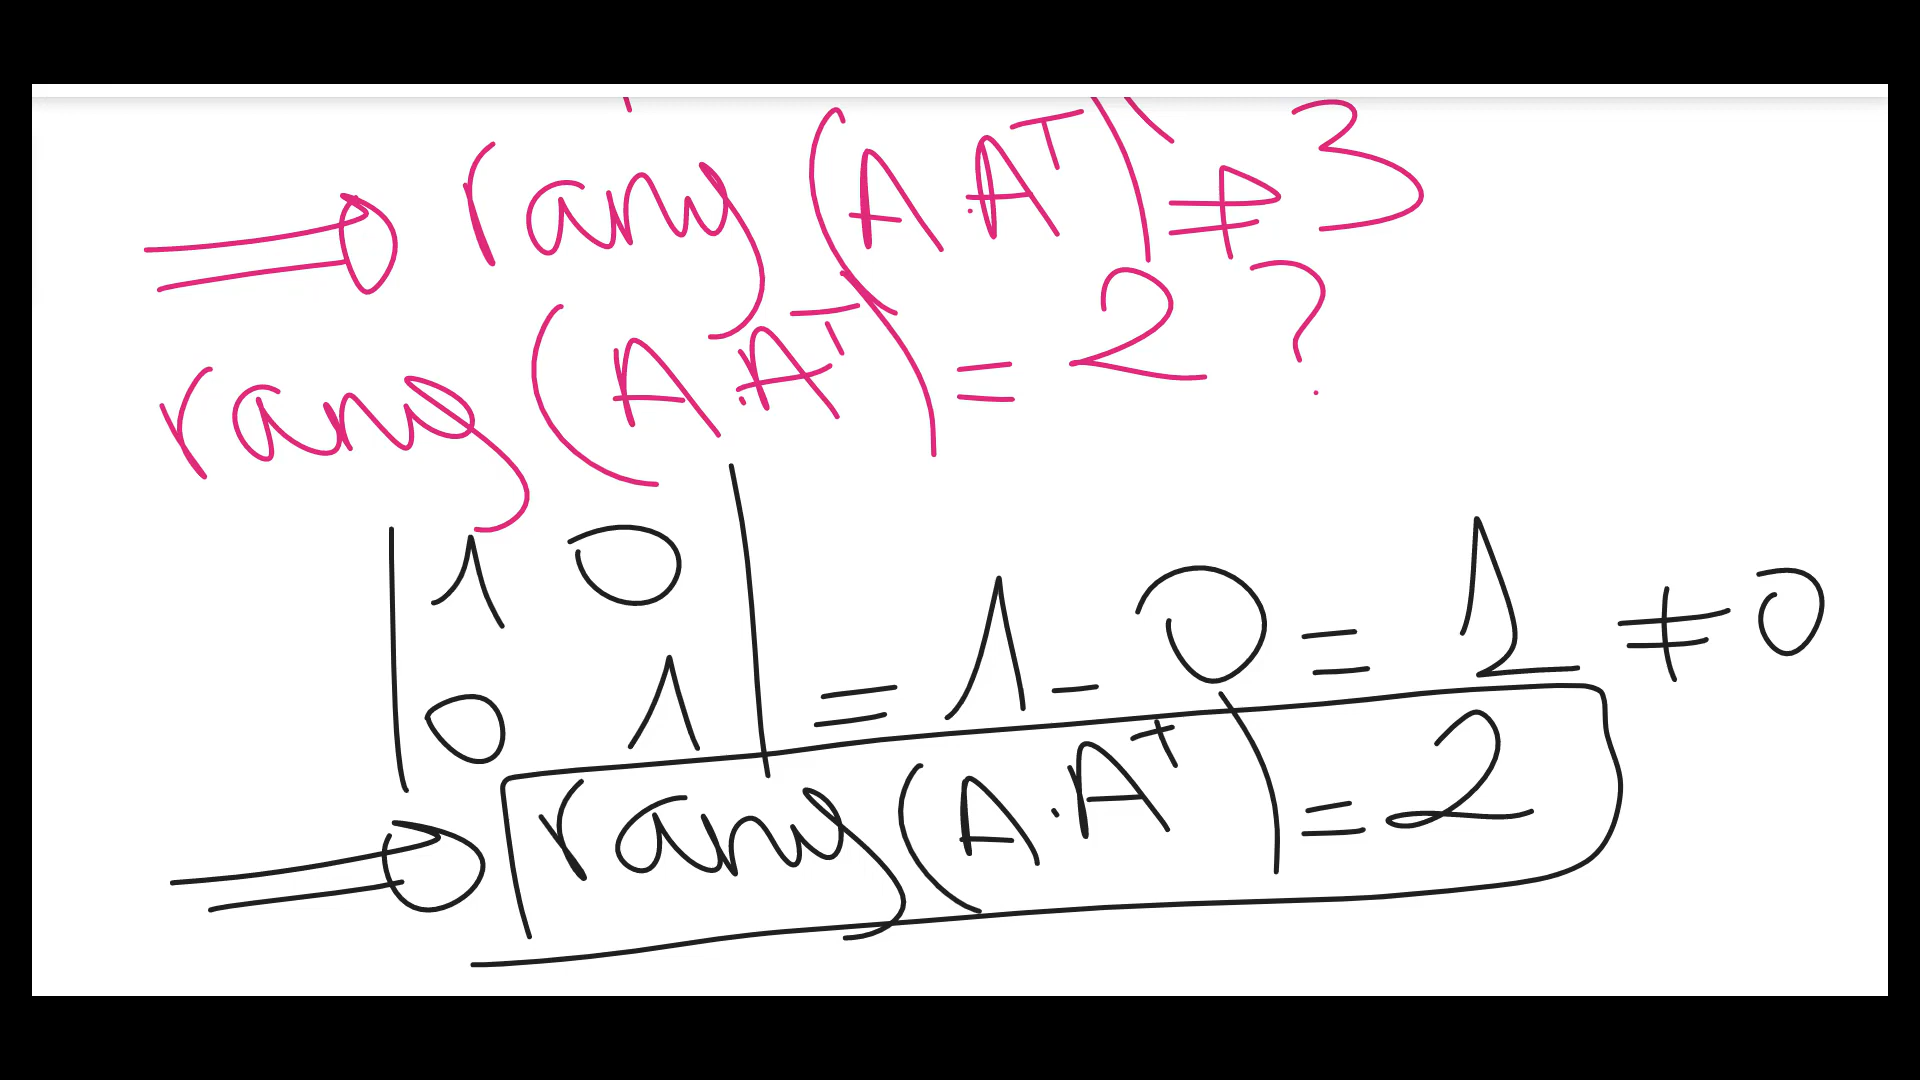 ⟹ rang(A.Aᵀ) ≠ 3
rang(A.Aᵀ) = 2 ?
| 1 0 |
| 0 1 | = 1 - 0 = 1 ≠ 0
⟹ rang(A.Aᵀ) = 2